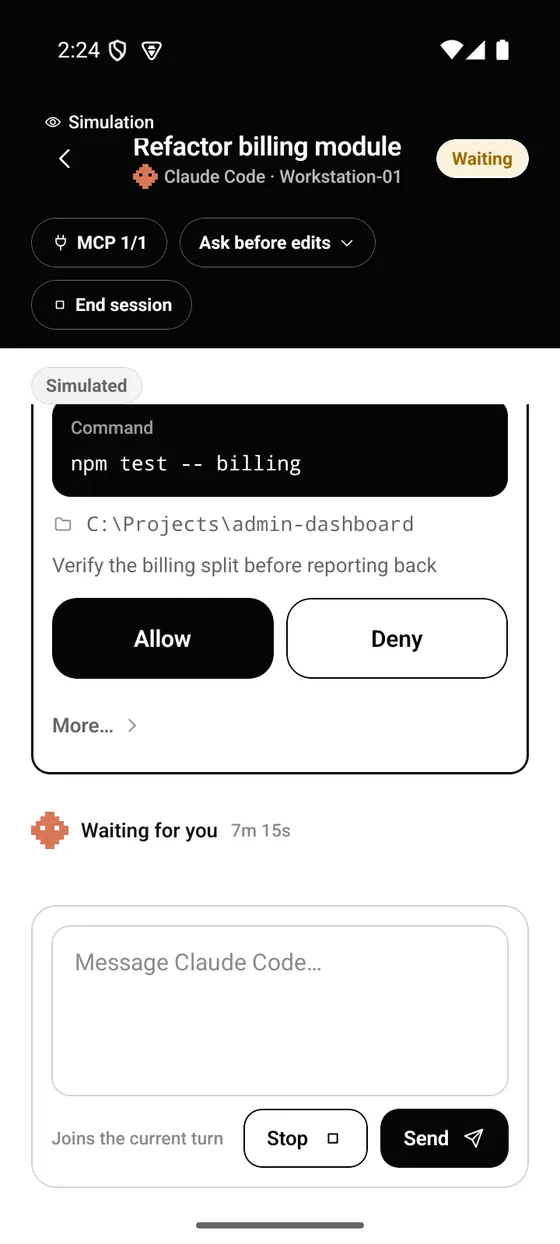 2:24
Simulation
Refactor billing module
Claude Code · Workstation-01
Waiting
MCP 1/1
Ask before edits
End session
Simulated
Command
npm test -- billing
C:\Projects\admin-dashboard
Verify the billing split before reporting back
Allow
Deny
More…
Waiting for you 7m 15s
Message Claude Code…
Joins the current turn
Stop
Send